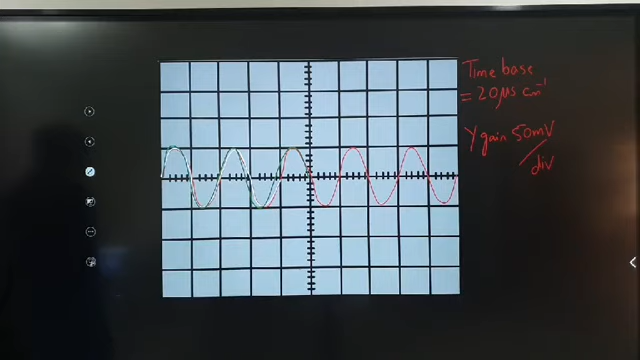 Time base
= 20μs cm⁻¹
Y gain 50mV
/
div